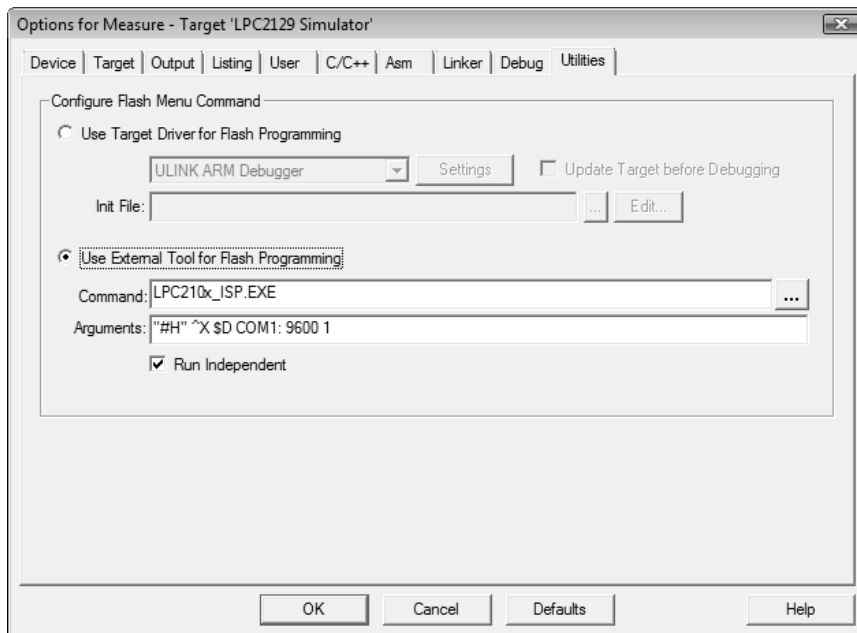 Options for Measure - Target 'LPC2129 Simulator'
Device Target Output Listing User C/C++ Asm Linker Debug Utilities
Configure Flash Menu Command
Use Target Driver for Flash Programming
ULINK ARM Debugger Settings Update Target before Debugging
Init File: ... Edit...
Use External Tool for Flash Programming
Command: LPC210x_ISP.EXE ...
Arguments: "#H" ^X $D COM1: 9600 1
Run Independent
OK Cancel Defaults Help